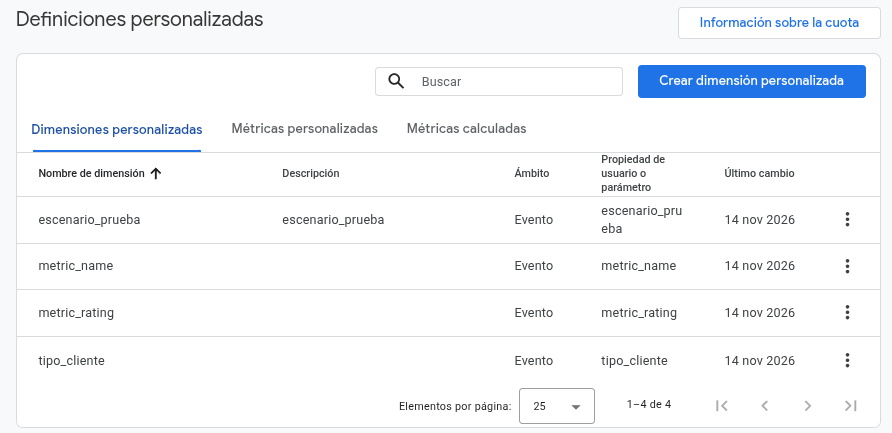 Definiciones personalizadas
Información sobre la cuota
Buscar
Crear dimensión personalizada
Dimensiones personalizadas
Métricas personalizadas
Métricas calculadas
Nombre de dimensión
Descripción
Ámbito
Propiedad de
usuario o
parámetro
Último cambio
escenario_prueba
escenario_prueba
Evento
escenario_pru
eba
14 nov 2026
metric_name
Evento
metric_name
14 nov 2026
metric_rating
Evento
metric_rating
14 nov 2026
tipo_cliente
Evento
tipo_cliente
14 nov 2026
Elementos por página:
25
1–4 de 4